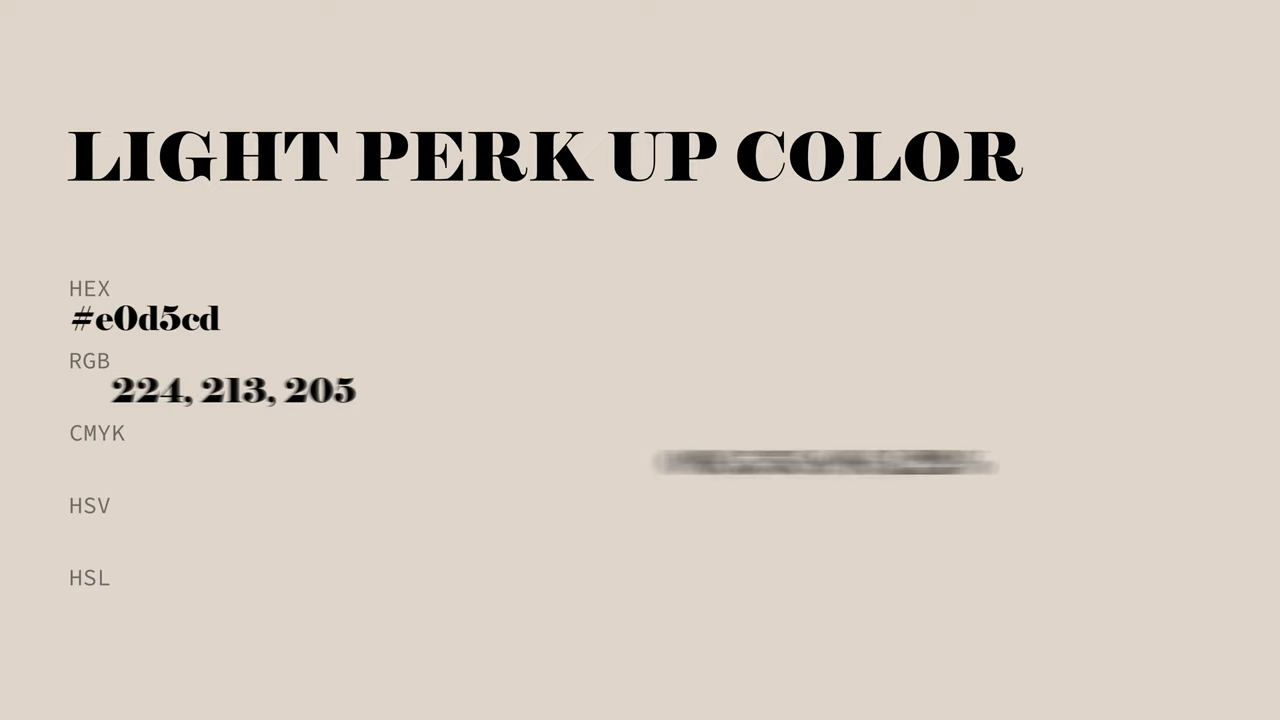 LIGHT PERK UP COLOR
HEX
#e0d5cd
RGB
224, 213, 205
CMYK
HSV
HSL